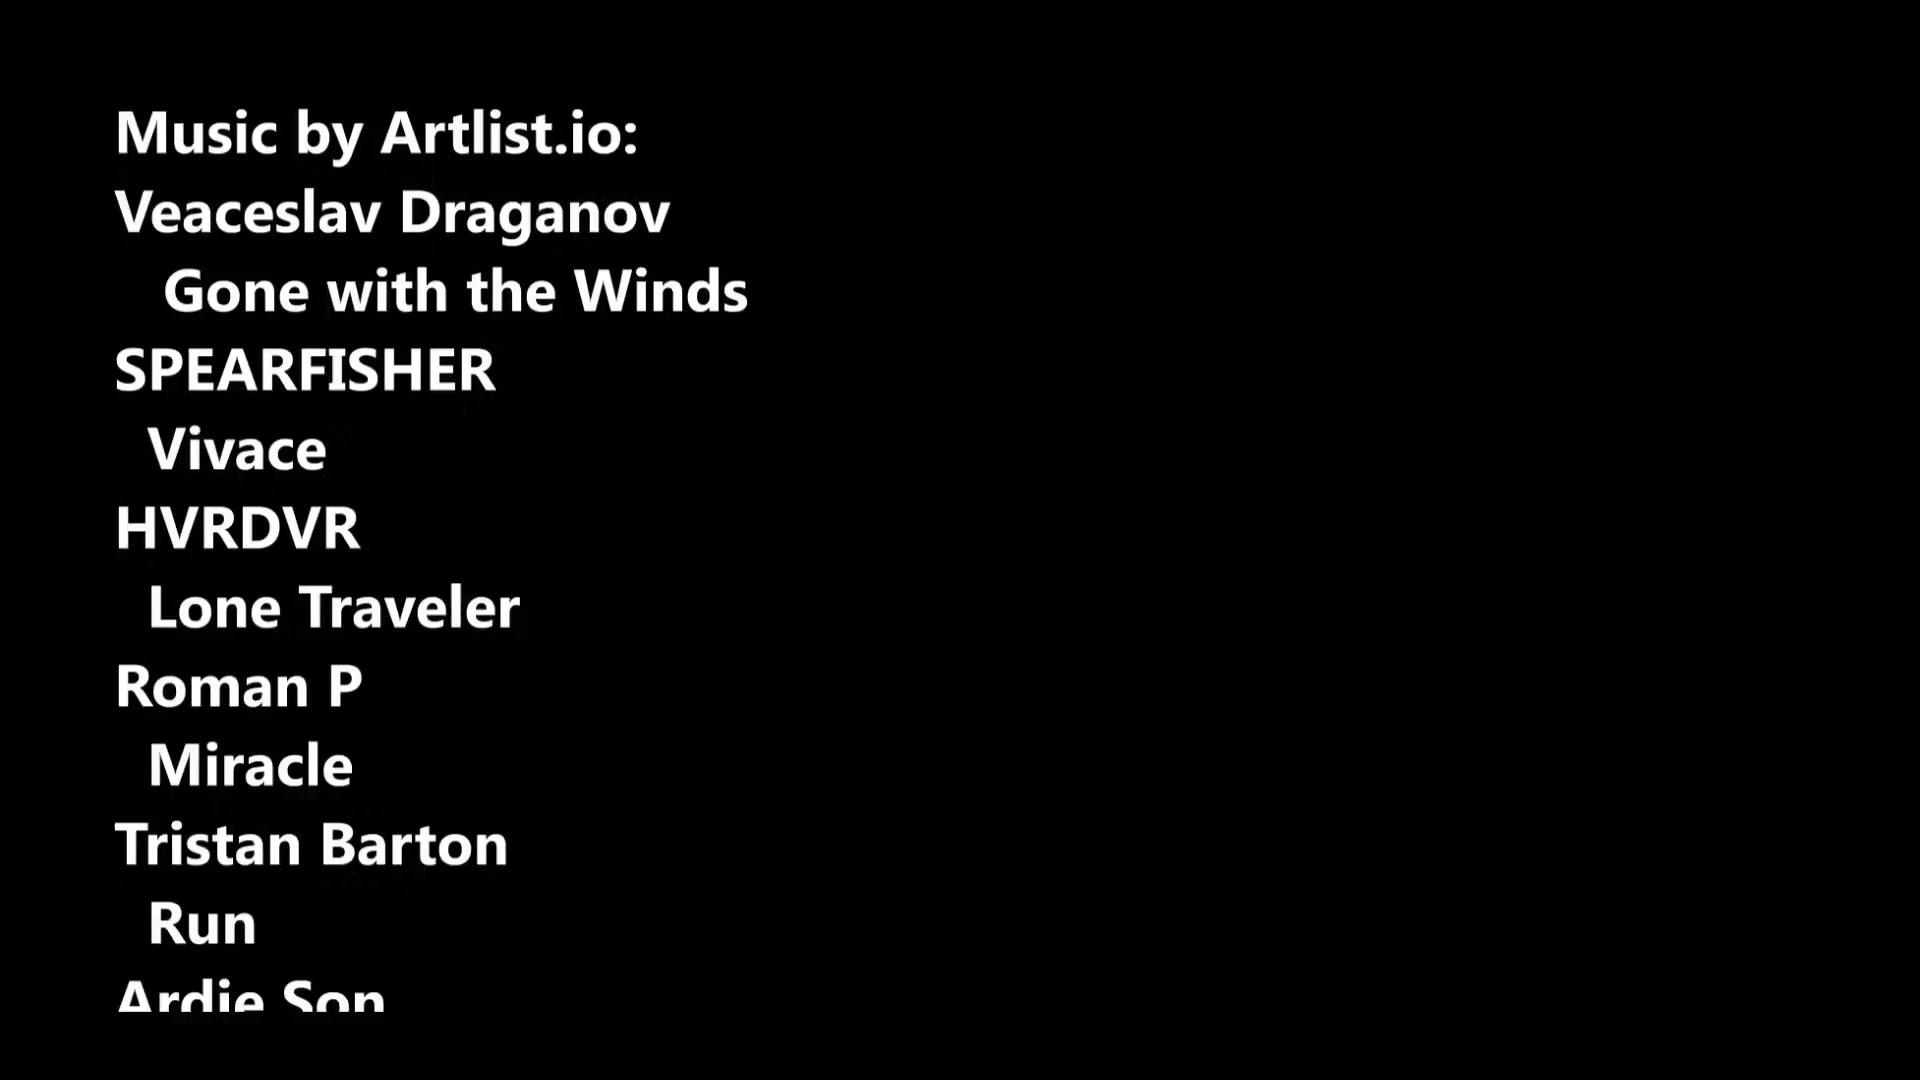 Music by Artlist.io:
Veaceslav Draganov
Gone with the Winds
SPEARFISHER
Vivace
HVRDVR
Lone Traveler
Roman P
Miracle
Tristan Barton
Run
Ardie Son